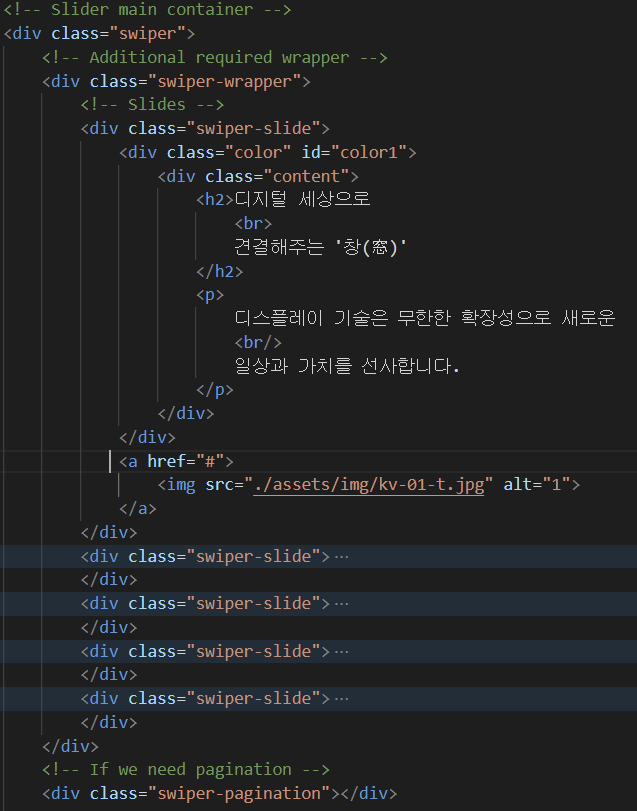 <!-- Slider main container -->
<div class="swiper">
<!-- Additional required wrapper -->
<div class="swiper-wrapper">
<!-- Slides -->
<div class="swiper-slide">
<div class="color" id="color1">
<div class="content">
<h2>디지털 세상으로
<br>
견결해주는 '창(窓)'
</h2>
<p>
디스플레이 기술은 무한한 확장성으로 새로운
<br/>
일상과 가치를 선사합니다.
</p>
</div>
</div>
<a href="#">
<img src="./assets/img/kv-01-t.jpg" alt="1">
</a>
</div>
<div class="swiper-slide">…
</div>
<div class="swiper-slide">…
</div>
<div class="swiper-slide">…
</div>
<div class="swiper-slide">…
</div>
</div>
<!-- If we need pagination -->
<div class="swiper-pagination"></div>